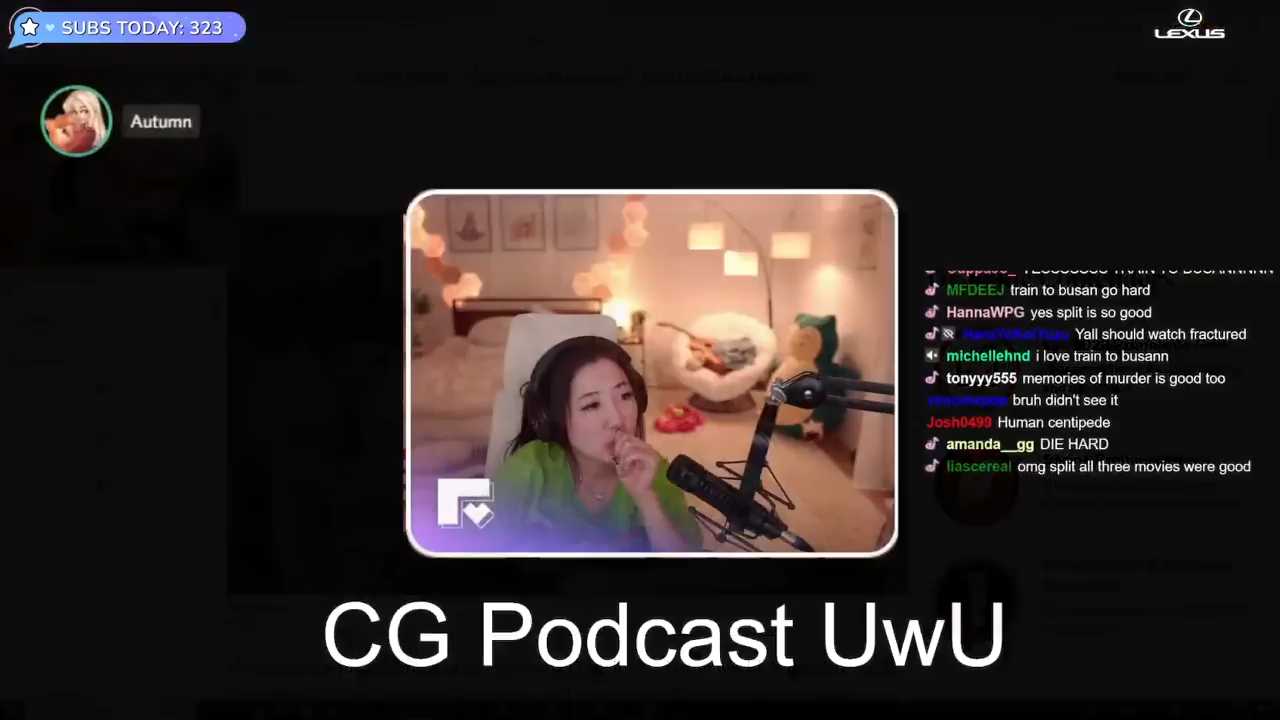 SUBS TODAY: 323
LEXUS
Autumn
MFDEEJ train to busan go hard
HannaWPG yes split is so good
HaruYoKoiYuzu Yall should watch fractured
michellehnd i love train to busann
tonyyy555 memories of murder is good too
bruh didn't see it
Josh0499 Human centipede
amanda__gg DIE HARD
liascereal omg split all three movies were good
CG Podcast UwU